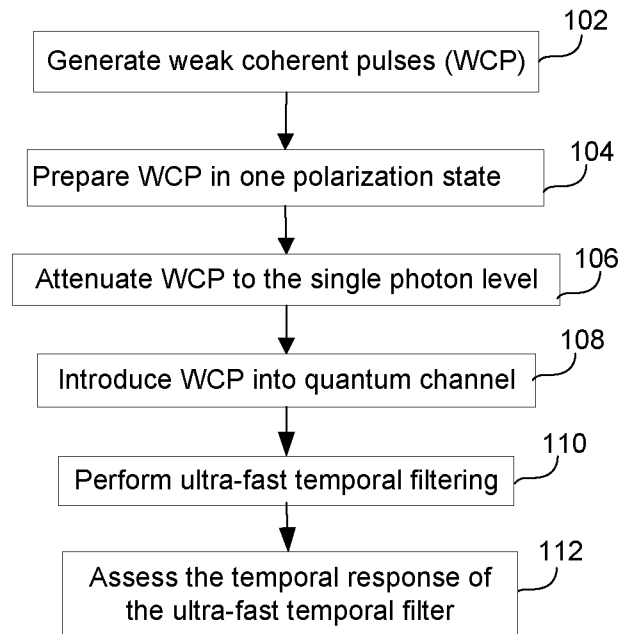 102
Generate weak coherent pulses (WCP)
104
Prepare WCP in one polarization state
106
Attenuate WCP to the single photon level
108
Introduce WCP into quantum channel
110
Perform ultra-fast temporal filtering
112
Assess the temporal response of
the ultra-fast temporal filter